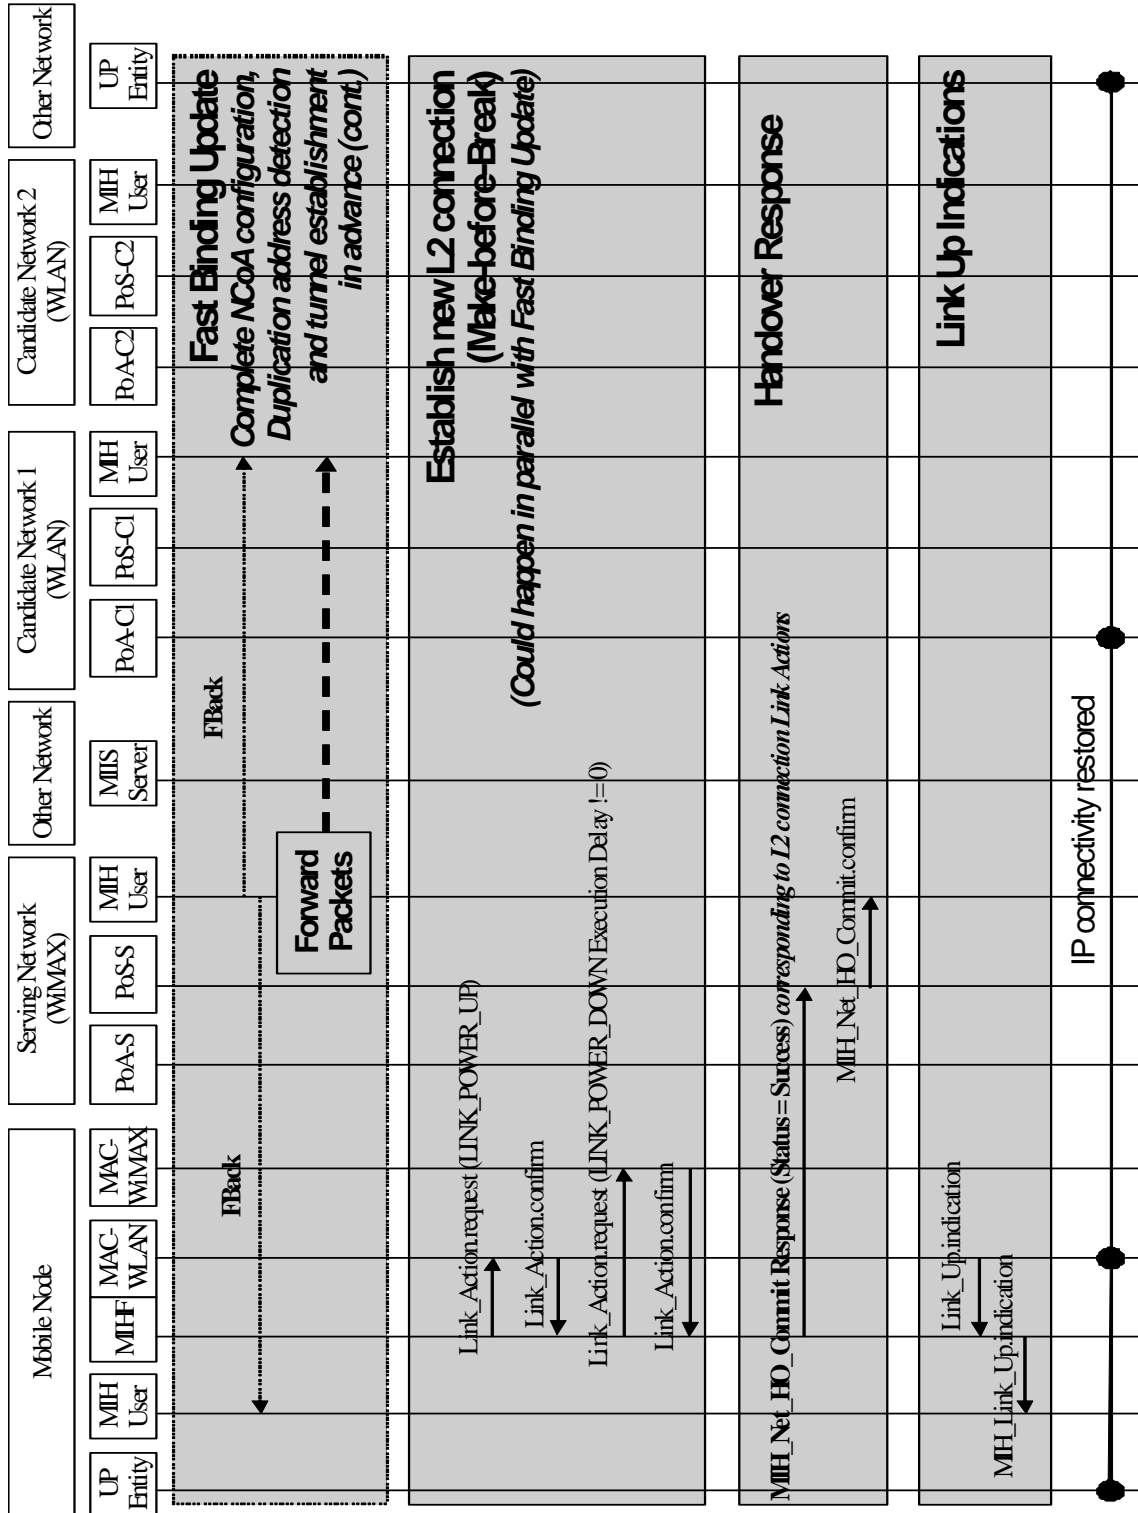 Mobile Node
Serving Network
(WiMAX)
Other Network
Candidate Network 1
(WLAN)
Candidate Network 2
(WLAN)
Other Network
UP
Entity
MIH
User
MIHF
MAC-
WLAN
MAC-
WiMAX
PoA-S
PoS-S
MIH
User
MIIS
Server
PoA-C1
PoS-C1
MIH
User
PoA-C2
PoS-C2
MIH
User
UP
Entity
Fast Binding Update
Complete NCoA configuration,
Duplication address detection
and tunnel establishment
in advance (cont.)
FBack
FBack
Forward
Packets
Establish new L2 connection
(Make-before-Break)
(Could happen in parallel with Fast Binding Update)
Link_Action.request (LINK_POWER_UP)
Link_Action.confirm
Link_Action.request (LINK_POWER_DOWN Execution Delay != 0)
Link_Action.confirm
Handover Response
MIH_Net_HO_Commit Response (Status = Success) corresponding to L2 connection Link Actions
MIH_Net_HO_Commit.confirm
Link Up Indications
Link_Up.indication
MIH_Link_Up.indication
IP connectivity restored